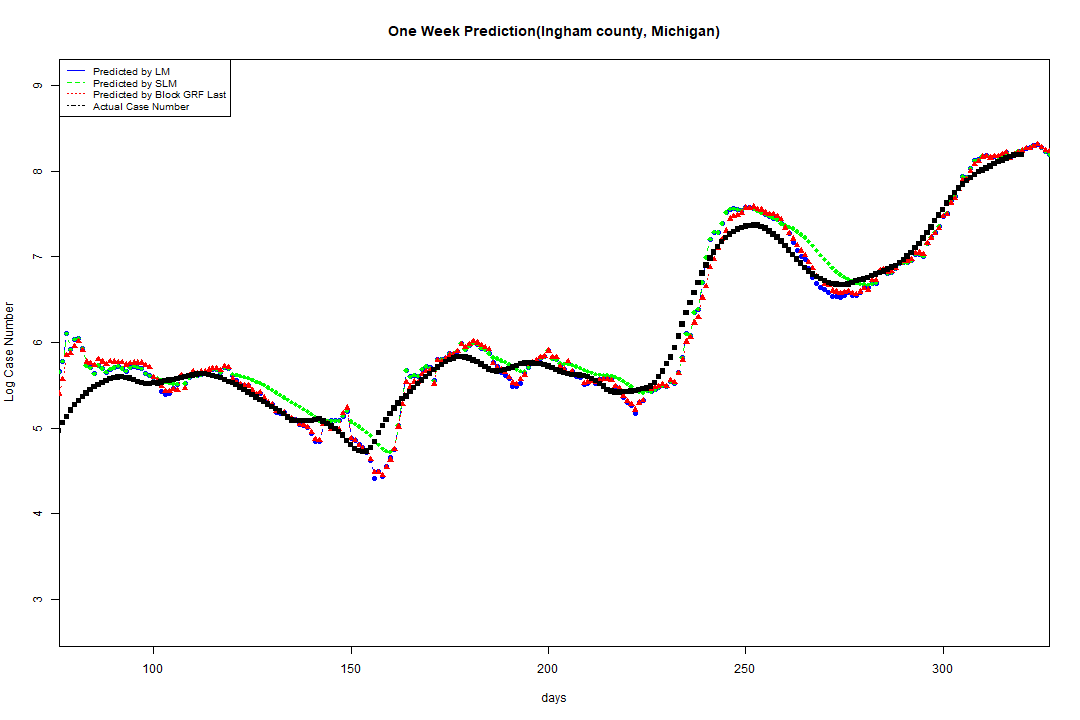 One Week Prediction(Ingham county, Michigan)
Predicted by LM
Predicted by SLM
Predicted by Block GRF Last
Actual Case Number
Log Case Number
9
8
7
6
5
4
3
100 150 200 250 300
days